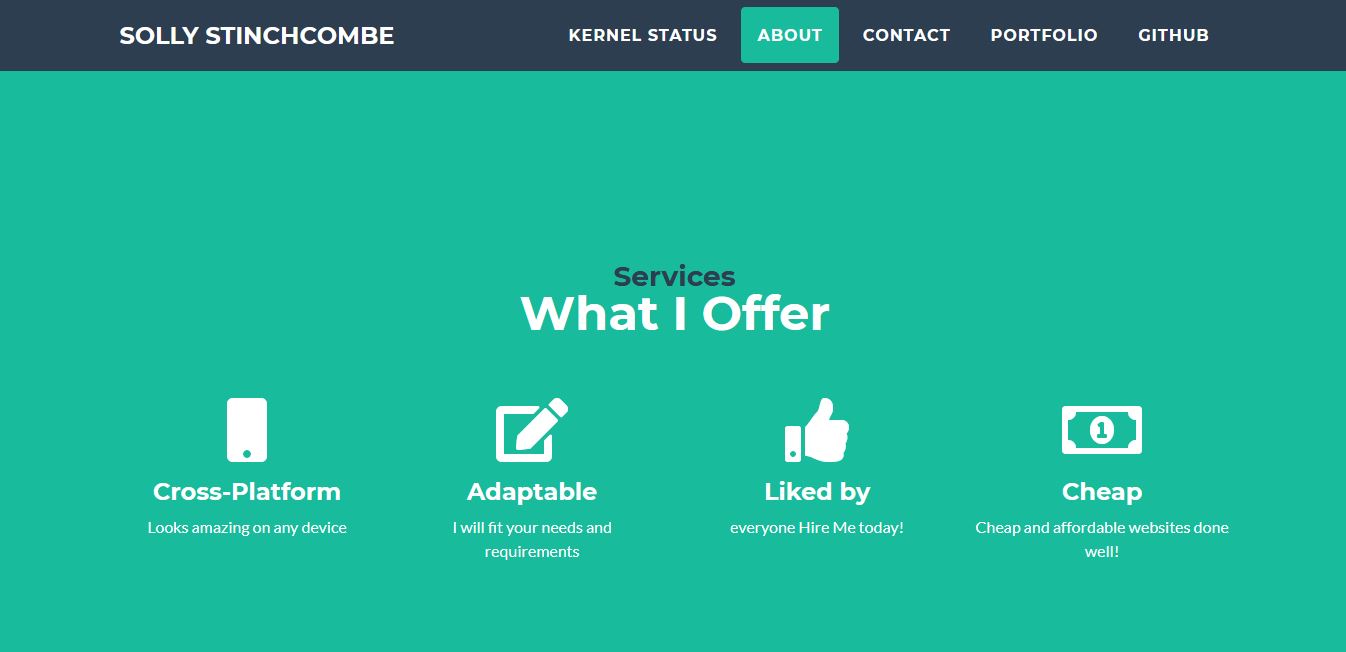 SOLLY STINCHCOMBE
KERNEL STATUS
ABOUT
CONTACT
PORTFOLIO
GITHUB
Services
What I Offer
Cross-Platform
Looks amazing on any device
Adaptable
I will fit your needs and
requirements
Liked by
everyone Hire Me today!
1
Cheap
Cheap and affordable websites done
well!